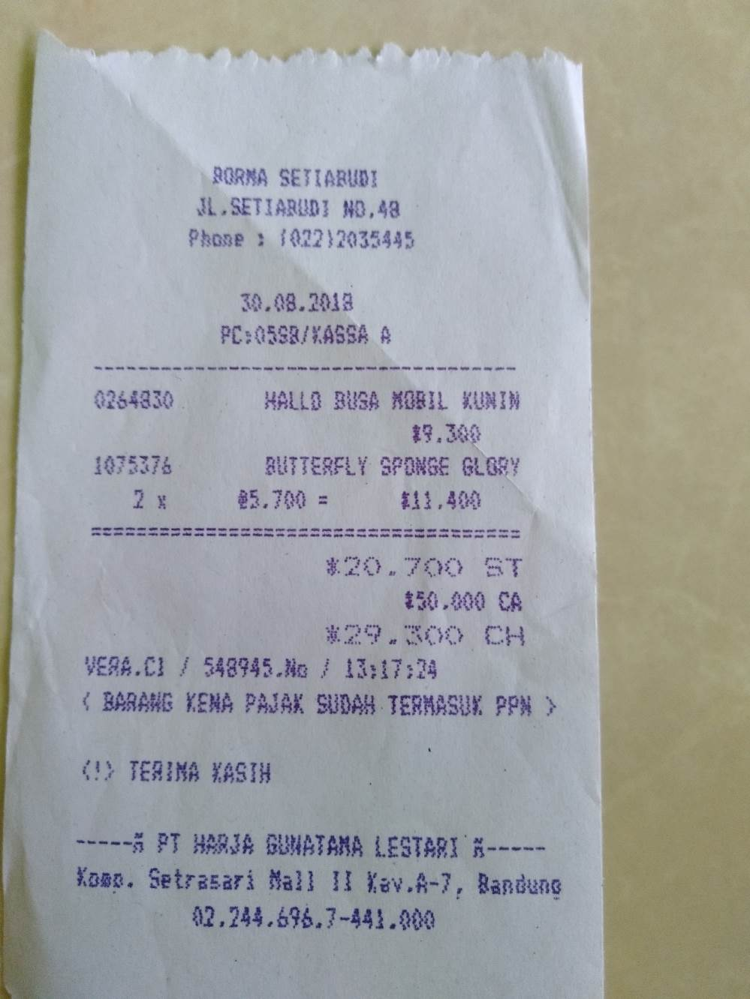 BORMA SETIABUDI
JL.SETIABUDI NO.48
Phone : (022)2035445
30.08.2018
PC:05SB/KASSA A
--------------------------------
0264830 HALLO BUSA MOBIL KUNIN
*9.300
1075376 BUTTERFLY SPONGE GLORY
2 x @5.700 = *11.400
====================================
*20.700 ST
*50.000 CA
*29.300 CH
VERA.C1 / 548945.No / 13:17:24
< BARANG KENA PAJAK SUDAH TERMASUK PPN >
<!> TERIMA KASIH
----- PT HARJA GUNATAMA LESTARI -----
Komp. Setrasari Mall II Kav.A-7, Bandung
02.244.696.7-441.000